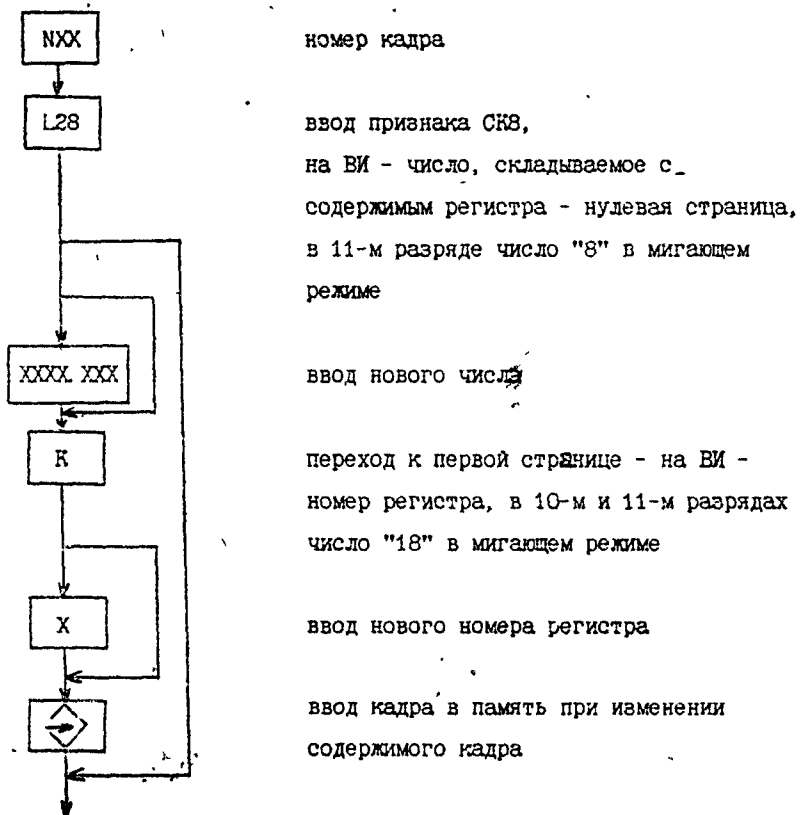 NXX
номер кадра
L28
ввод признака СК8,
на ВИ - число, складываемое с
содержимым регистра - нулевая страница,
в 11-м разряде число "8" в мигающем
режиме
XXXX.XXX
ввод нового числа
К
переход к первой странице - на ВИ -
номер регистра, в 10-м и 11-м разрядах
число "18" в мигающем режиме
X
ввод нового номера регистра
ввод кадра в память при изменении
содержимого кадра